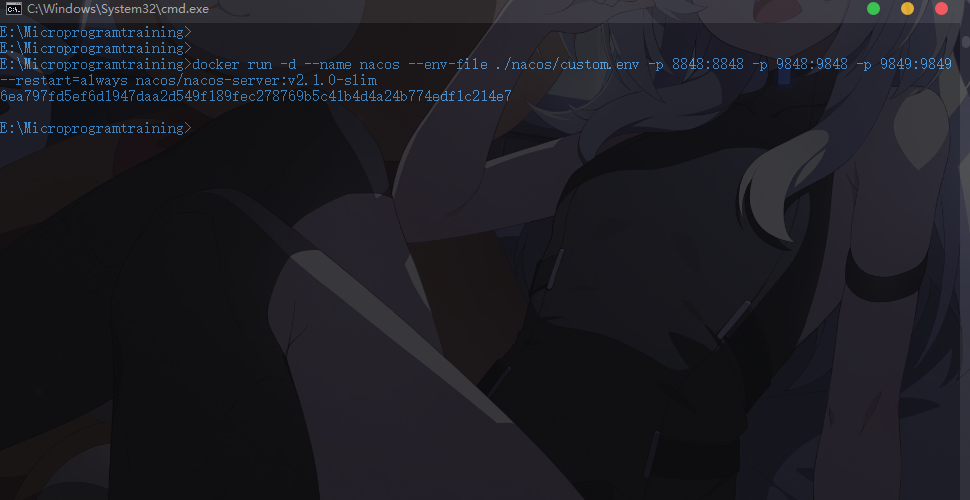 C:\Windows\System32\cmd.exe
E:\Microprogramtraining>
E:\Microprogramtraining>
E:\Microprogramtraining>docker run -d --name nacos --env-file ./nacos/custom.env -p 8848:8848 -p 9848:9848 -p 9849:9849
--restart=always nacos/nacos-server:v2.1.0-slim
6ea797fd5ef6d1947daa2d549f189fec278769b5c41b4d4a24b774edf1c214e7
E:\Microprogramtraining>